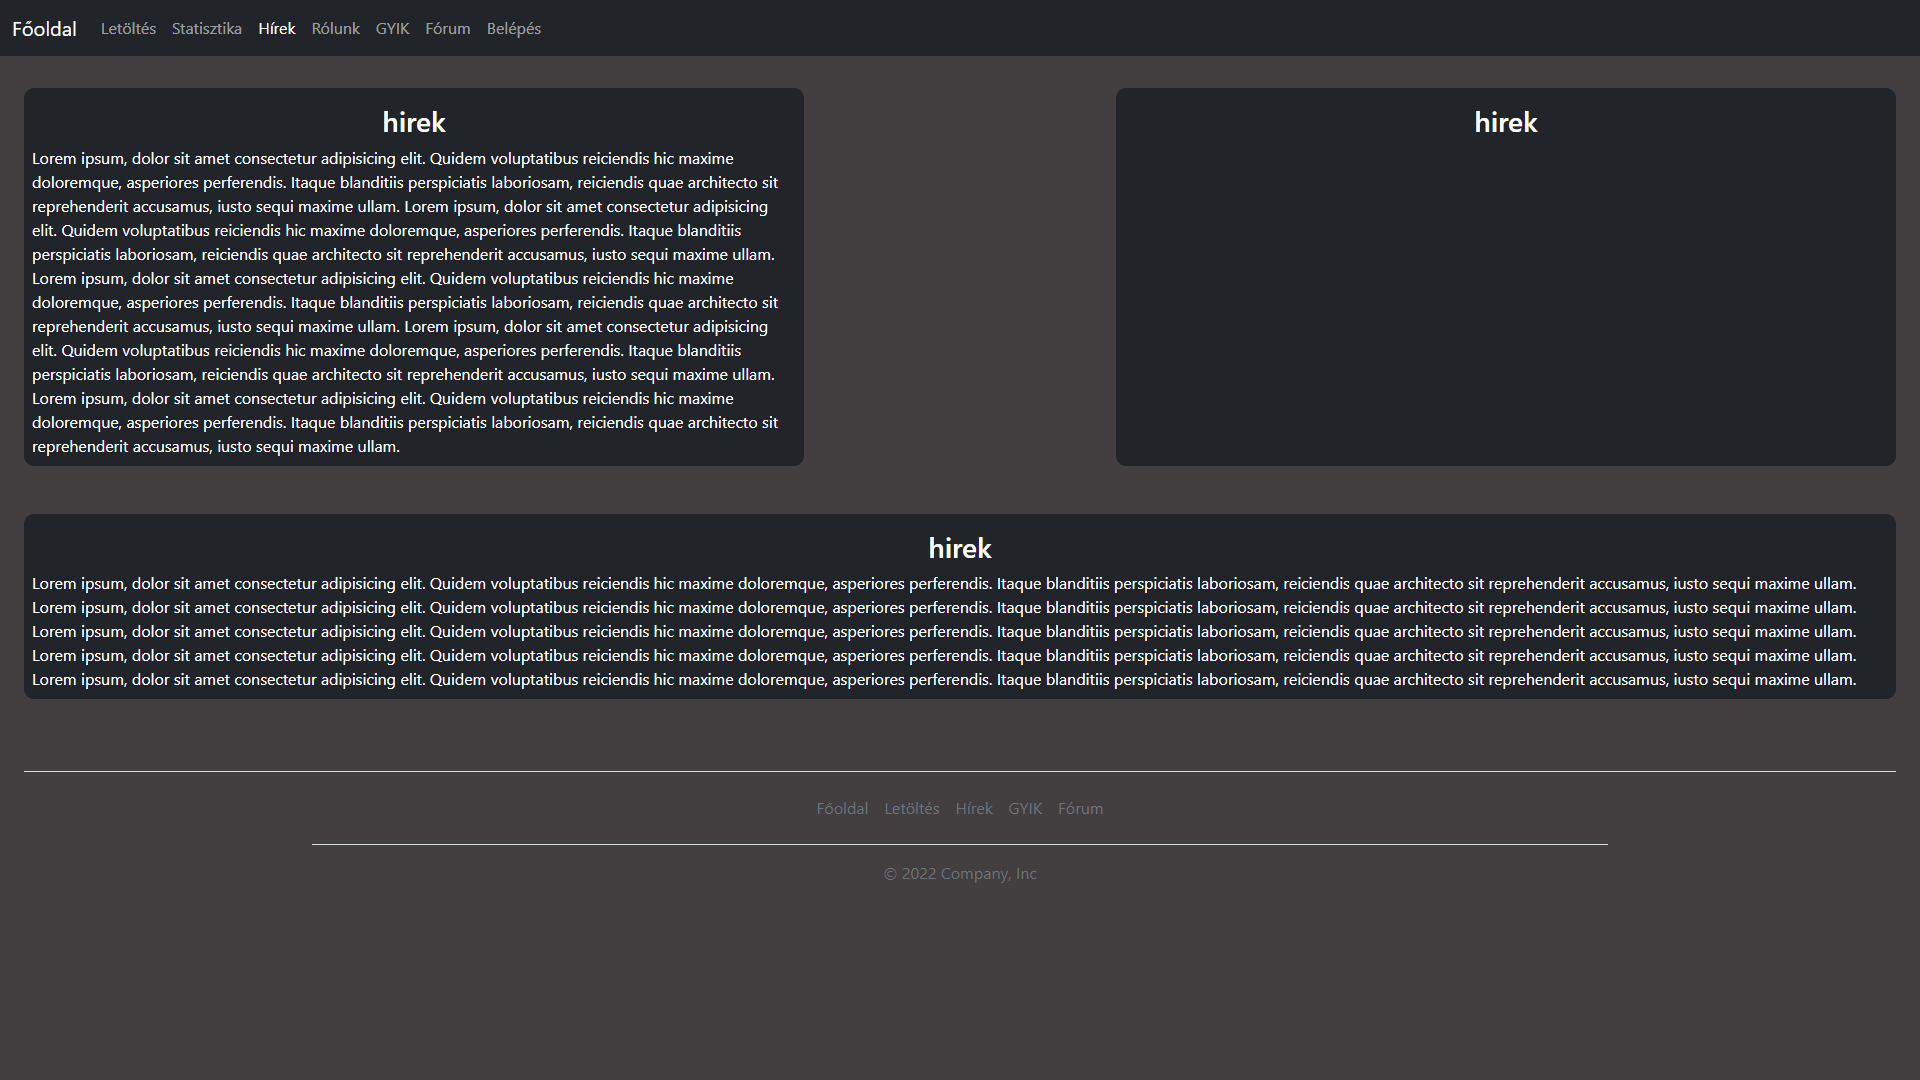 Főoldal Letöltés Statisztika Hírek Rólunk GYIK Fórum Belépés
hirek
Lorem ipsum, dolor sit amet consectetur adipisicing elit. Quidem voluptatibus reiciendis hic maxime
doloremque, asperiores perferendis. Itaque blanditiis perspiciatis laboriosam, reiciendis quae architecto sit
reprehenderit accusamus, iusto sequi maxime ullam. Lorem ipsum, dolor sit amet consectetur adipisicing
elit. Quidem voluptatibus reiciendis hic maxime doloremque, asperiores perferendis. Itaque blanditiis
perspiciatis laboriosam, reiciendis quae architecto sit reprehenderit accusamus, iusto sequi maxime ullam.
Lorem ipsum, dolor sit amet consectetur adipisicing elit. Quidem voluptatibus reiciendis hic maxime
doloremque, asperiores perferendis. Itaque blanditiis perspiciatis laboriosam, reiciendis quae architecto sit
reprehenderit accusamus, iusto sequi maxime ullam. Lorem ipsum, dolor sit amet consectetur adipisicing
elit. Quidem voluptatibus reiciendis hic maxime doloremque, asperiores perferendis. Itaque blanditiis
perspiciatis laboriosam, reiciendis quae architecto sit reprehenderit accusamus, iusto sequi maxime ullam.
Lorem ipsum, dolor sit amet consectetur adipisicing elit. Quidem voluptatibus reiciendis hic maxime
doloremque, asperiores perferendis. Itaque blanditiis perspiciatis laboriosam, reiciendis quae architecto sit
reprehenderit accusamus, iusto sequi maxime ullam.
hirek
hirek
Lorem ipsum, dolor sit amet consectetur adipisicing elit. Quidem voluptatibus reiciendis hic maxime doloremque, asperiores perferendis. Itaque blanditiis perspiciatis laboriosam, reiciendis quae architecto sit reprehenderit accusamus, iusto sequi maxime ullam.
Lorem ipsum, dolor sit amet consectetur adipisicing elit. Quidem voluptatibus reiciendis hic maxime doloremque, asperiores perferendis. Itaque blanditiis perspiciatis laboriosam, reiciendis quae architecto sit reprehenderit accusamus, iusto sequi maxime ullam.
Lorem ipsum, dolor sit amet consectetur adipisicing elit. Quidem voluptatibus reiciendis hic maxime doloremque, asperiores perferendis. Itaque blanditiis perspiciatis laboriosam, reiciendis quae architecto sit reprehenderit accusamus, iusto sequi maxime ullam.
Lorem ipsum, dolor sit amet consectetur adipisicing elit. Quidem voluptatibus reiciendis hic maxime doloremque, asperiores perferendis. Itaque blanditiis perspiciatis laboriosam, reiciendis quae architecto sit reprehenderit accusamus, iusto sequi maxime ullam.
Lorem ipsum, dolor sit amet consectetur adipisicing elit. Quidem voluptatibus reiciendis hic maxime doloremque, asperiores perferendis. Itaque blanditiis perspiciatis laboriosam, reiciendis quae architecto sit reprehenderit accusamus, iusto sequi maxime ullam.
Főoldal Letöltés Hírek GYIK Fórum
© 2022 Company, Inc